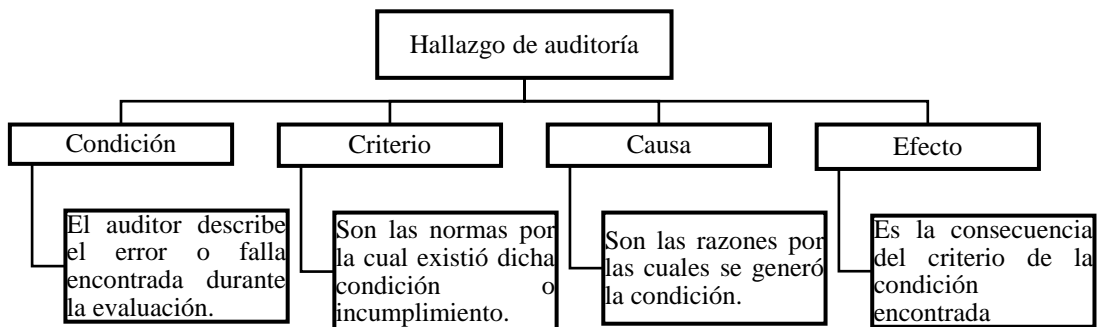 Hallazgo de auditoría
Condición
Criterio
Causa
Efecto
El auditor describe
el error o falla
encontrada durante
la evaluación.
Son las normas por
la cual existió dicha
condición o
incumplimiento.
Son las razones por
las cuales se generó
la condición.
Es la consecuencia
del criterio de la
condición
encontrada